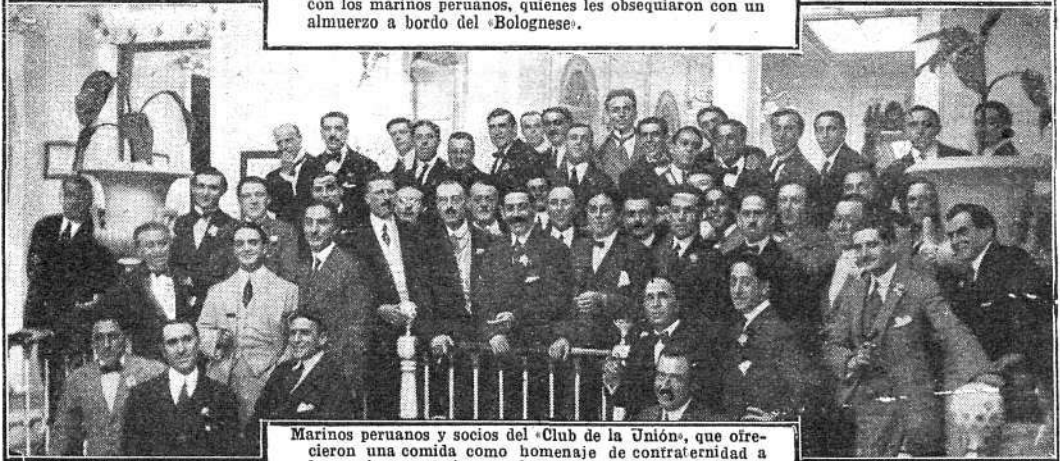 con los marinos peruanos, quienes les obsequiaron con un
almuerzo a bordo del «Bolognese».
Marinos peruanos y socios del «Club de la Unión», que ofre-
cieron una comida como homenaje de confraternidad a